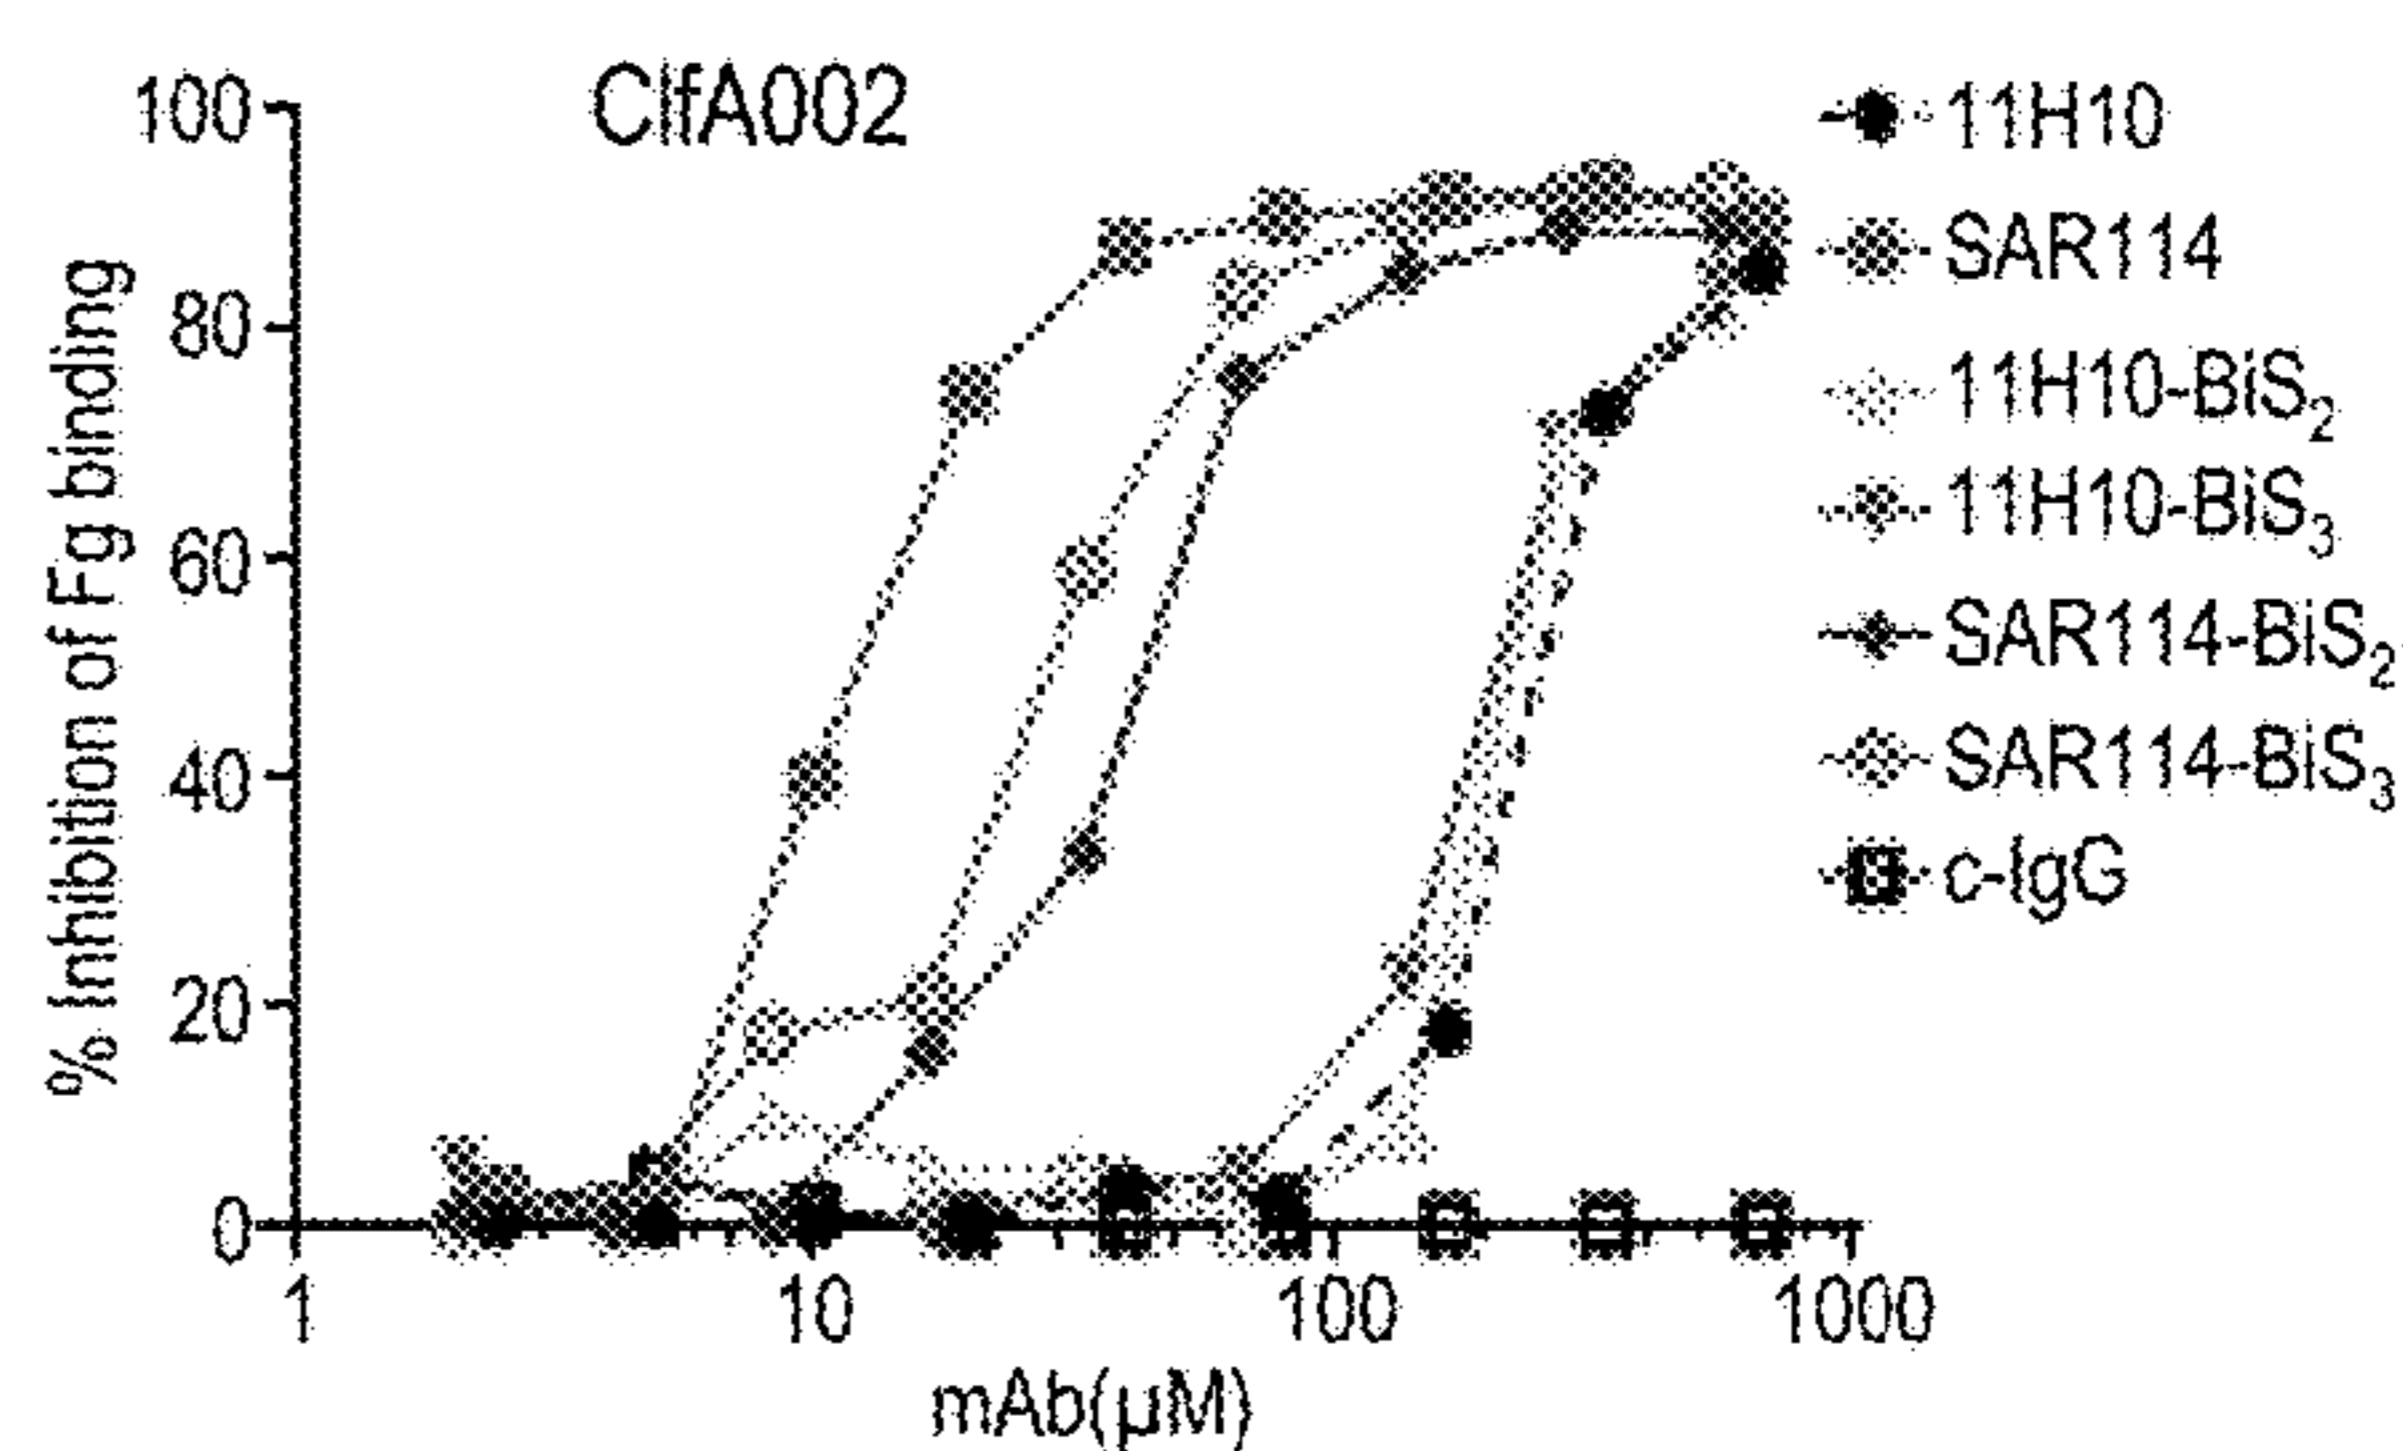 ClfA002
% Inhibition of Fg binding
100
80
60
40
20
0
1
10
100
1000
mAb(µM)
11H10
SAR114
11H10-BiS2
11H10-BiS3
SAR114-BiS2
SAR114-BiS3
c-IgG